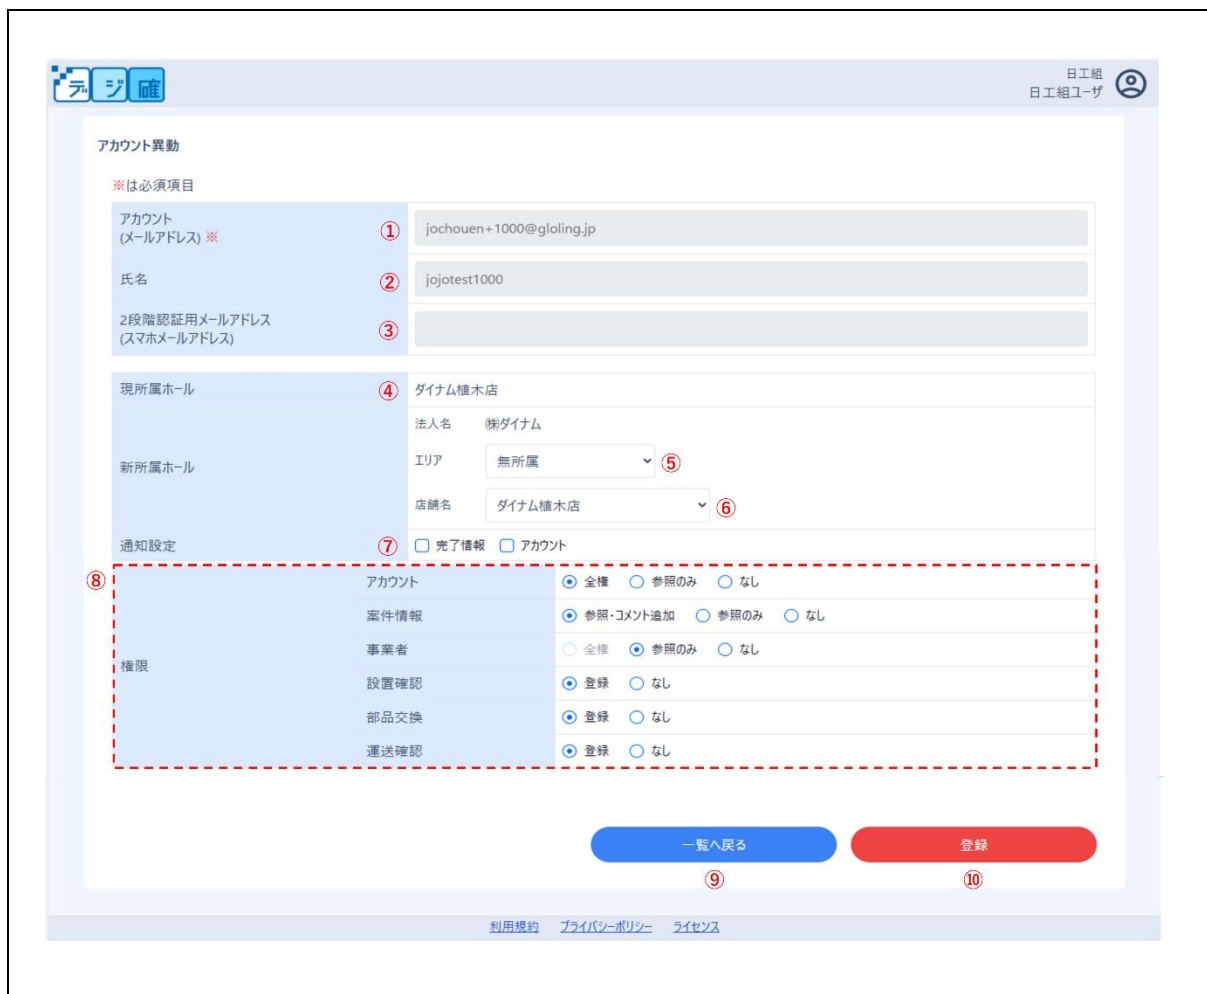 デジ確
日工組
日工組ユーザ
アカウント異動
※は必須項目
アカウント
(メールアドレス) ※
① jochouen+1000@gloling.jp
氏名 ② jojotest1000
2段階認証用メールアドレス
(スマホメールアドレス)
③
現所属ホール ④ ダイナム植木店
新所属ホール
法人名 ㈱ダイナム
エリア 無所属 ⑤
店舗名 ダイナム植木店 ⑥
通知設定 ⑦ 完了情報 アカウント
⑧
権限
アカウント 全権 参照のみ なし
案件情報 参照・コメント追加 参照のみ なし
事業者 全権 参照のみ なし
設置確認 登録 なし
部品交換 登録 なし
運送確認 登録 なし
一覧へ戻る 登録
⑨ ⑩
利用規約 プライバシーポリシー ライセンス